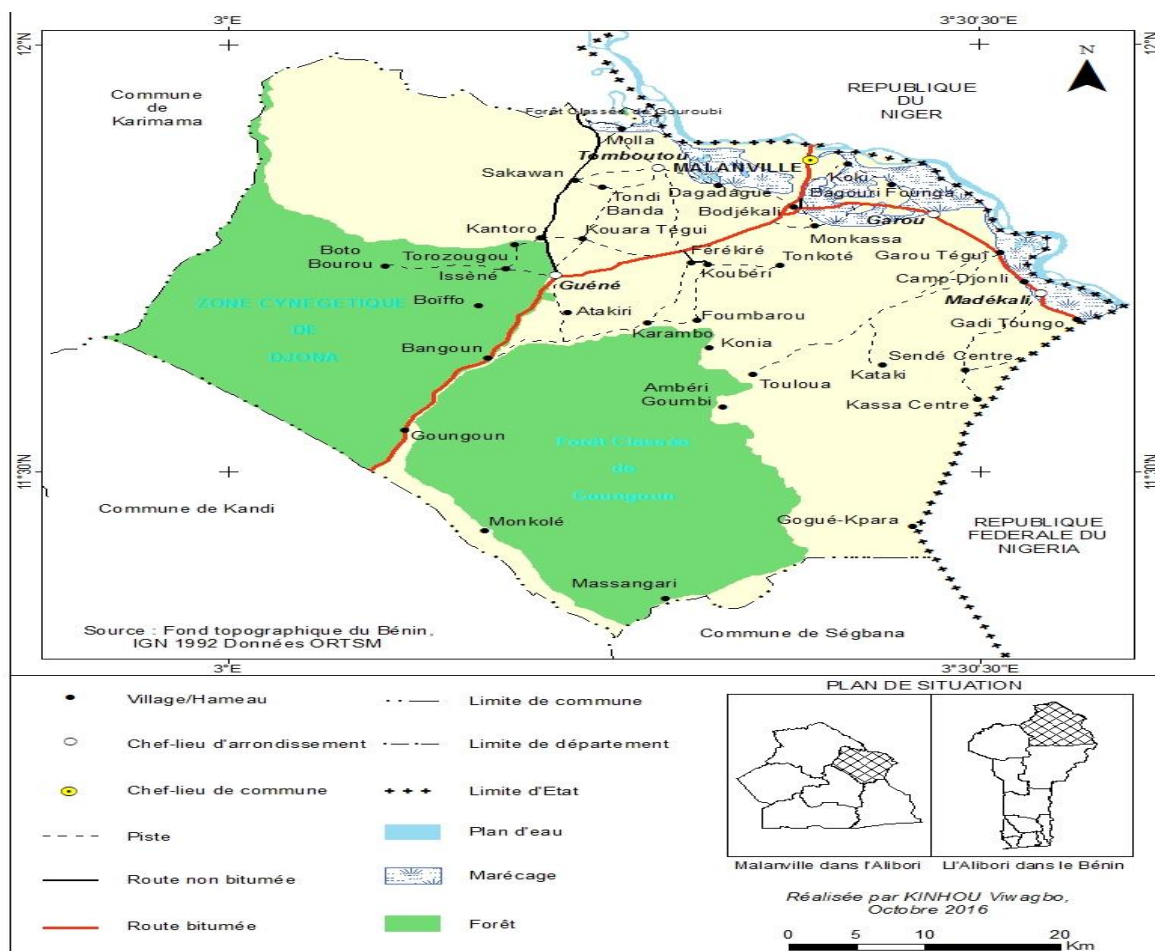 3°E
3°30'30"E
12°N
12°N
Commune
de
Karimama
REPUBLIQUE
DU
NIGER
N
Forêt Classée de Gouroubi
Molla
Tomboutou
MALANVILLE
Sakawan
Tondi
Banda
Dagadague
Koki
Bagouri Founga
Bodjékali
Garou
Kantoro
Kouara Tégui
Monkassa
Boto
Bourou
Torozougou
Issèné
Férékiré
Koubéri
Tonkoté
Garou Tégui
Guéné
Camp-Djonli
ZONE CYNEGETIQUE
DE
DJONA
Boïffo
Atakiri
Foumbarou
Madékali
Karambo
Gadi Toungo
Bangoun
Konia
Sendé Centre
Touloua
Kataki
Ambéri
Goumbi
Kassa Centre
Goungoun
Forêt Classée
de
Goungoun
11°30'N
11°30'N
Commune de Kandi
Monkolé
Gogué-Kpara
REPUBLIQUE
FEDERALE DU
NIGERIA
Massangari
Source : Fond topographique du Bénin,
IGN 1992 Données ORTSM
Commune de Ségbana
3°E
3°30'30"E
Village/Hameau
Chef-lieu d'arrondissement
Chef-lieu de commune
Piste
Route non bitumée
Route bitumée
Limite de commune
Limite de département
Limite d'Etat
Plan d'eau
Marécage
Forêt
PLAN DE SITUATION
Malanville dans l'Alibori
Ll'Alibori dans le Bénin
Réalisée par KINHOU Viwagbo,
Octobre 2016
0 5 10 20
Km